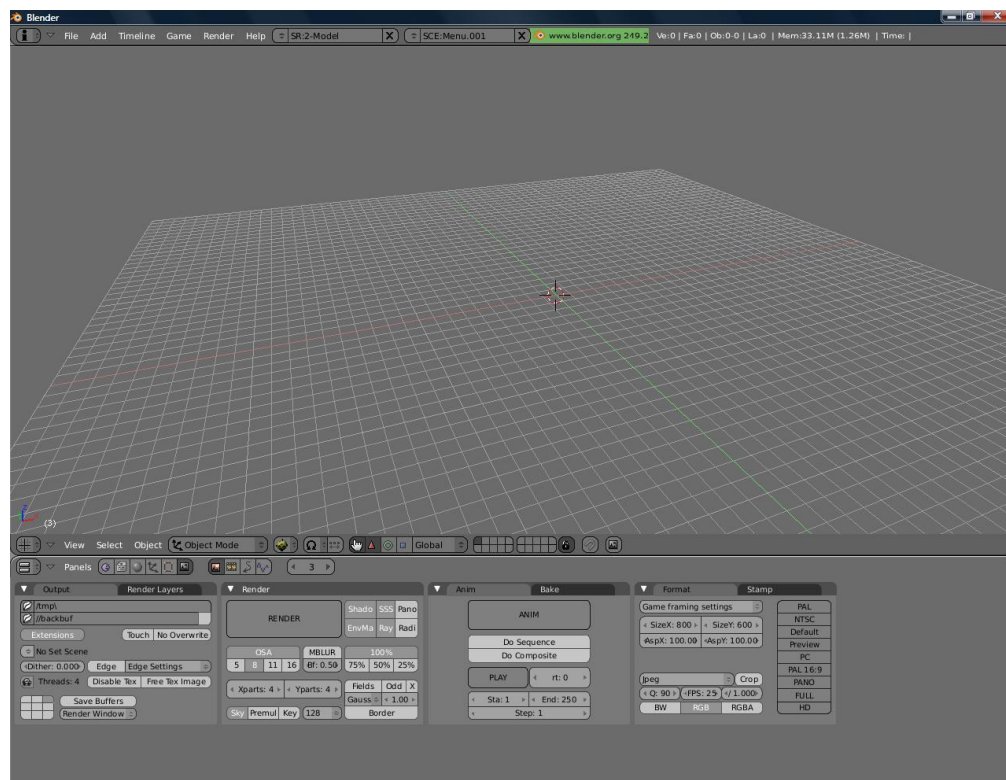 Blender
File Add Timeline Game Render Help SR:2-Model X SCE:Menu.001 X www.blender.org 249.2 Ve:0 | Fa:0 | Ob:0-0 | La:0 | Mem:33.11M (1.26M) | Time: |
(3)
View Select Object Object Mode Global
Panels 3
Output Render Layers
/tmp\
//backbuf
Extensions Touch No Overwrite
No Set Scene
Dither: 0.000 Edge Edge Settings
Threads: 4 Disable Tex Free Tex Image
Save Buffers
Render Window
Render
RENDER
Shado SSS Pano
EnvMa Ray Radi
OSA MBLUR 100%
5 8 11 16 Bf: 0.50 75% 50% 25%
Xparts: 4 Yparts: 4 Fields Odd X
Gauss 1.00
Sky Premul Key 128 Border
Anim Bake
ANIM
Do Sequence
Do Composite
PLAY rt: 0
Sta: 1 End: 250
Step: 1
Format Stamp
Game framing settings
SizeX: 800 SizeY: 600
AspX: 100.00 AspY: 100.00
Jpeg Crop
Q: 90 FPS: 25 / 1.000
BW RGB RGBA
PAL
NTSC
Default
Preview
PC
PAL 16:9
PANO
FULL
HD